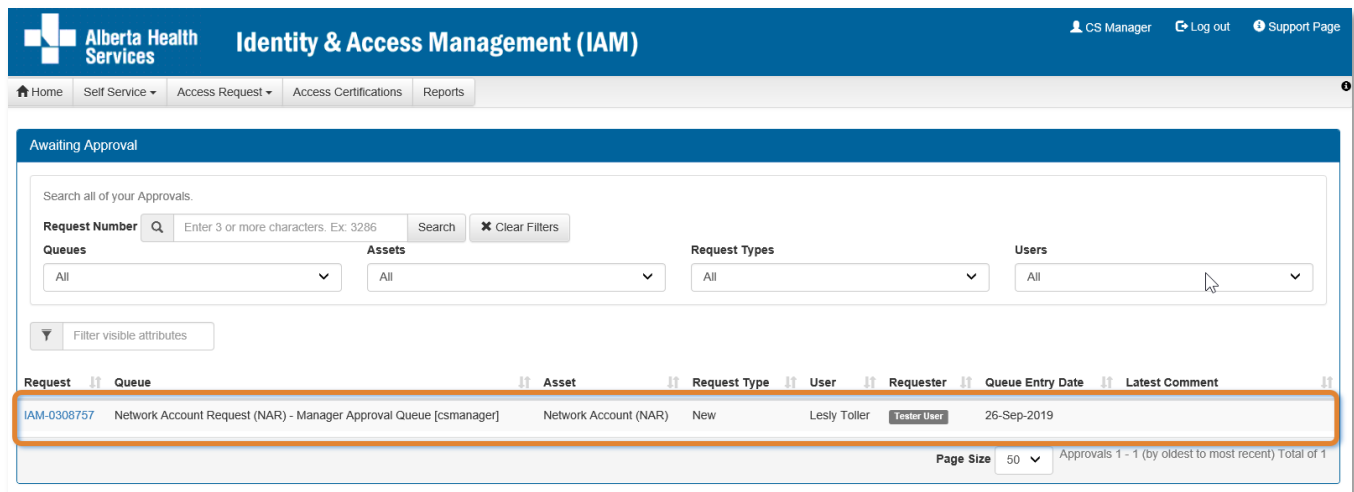 Alberta Health Services
Identity & Access Management (IAM)
CS Manager Log out Support Page
Home Self Service Access Request Access Certifications Reports
Awaiting Approval
Search all of your Approvals.
Request Number Enter 3 or more characters. Ex: 3286 Search Clear Filters
Queues Assets Request Types Users
All All All All
Filter visible attributes
Request Queue Asset Request Type User Requester Queue Entry Date Latest Comment
IAM-0308757 Network Account Request (NAR) - Manager Approval Queue [csmanager] Network Account (NAR) New Lesly Toller Tester User 26-Sep-2019
Page Size 50 Approvals 1 - 1 (by oldest to most recent) Total of 1